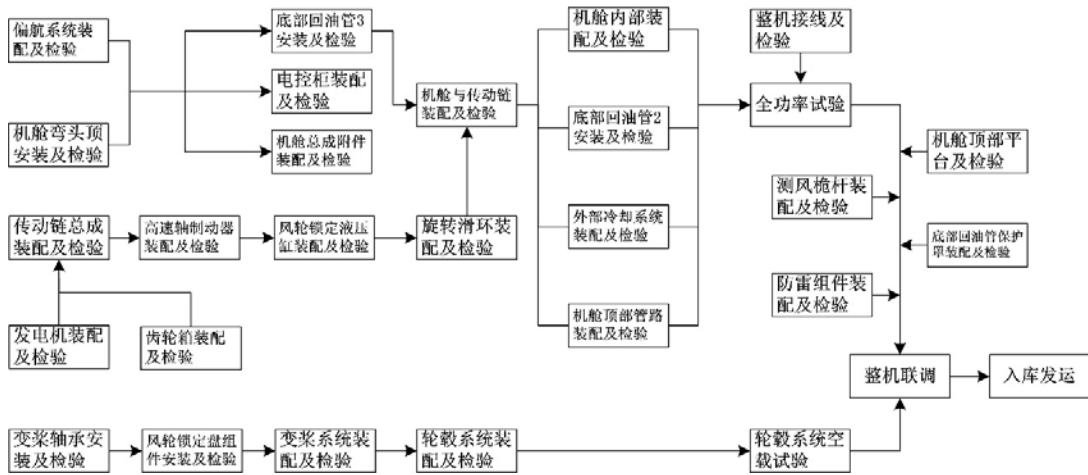 偏航系统装
配及检验
机舱弯头顶
安装及检验
底部回油管3
安装及检验
电控柜装配
及检验
机舱总成附件
装配及检验
机舱与传动链
装配及检验
传动链总成
装配及检验
高速轴制动器
装配及检验
风轮锁定液压
缸装配及检验
旋转滑环装
配及检验
发电机装配
及检验
齿轮箱装配
及检验
机舱内部装
配及检验
底部回油管2
安装及检验
外部冷却系统
装配及检验
机舱顶部管路
装配及检验
整机接线及
检验
全功率试验
机舱顶部平
台及检验
测风桅杆装
配及检验
底部回油管保护
罩装配及检验
防雷组件装
配及检验
整机联调
入库发运
变桨轴承安
装及检验
风轮锁定盘组
件安装及检验
变桨系统装
配及检验
轮毂系统装
配及检验
轮毂系统空
载试验